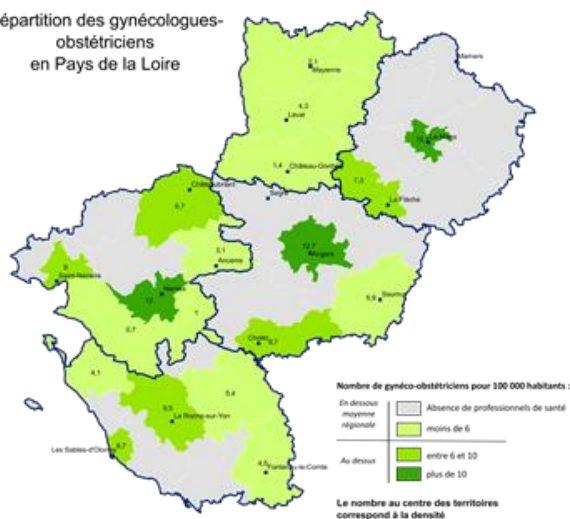 épartition des gynécologues-
obstétriciens
en Pays de la Loire
Mamers
Mayenne
4,3
Laval
1,4 Château-Gontier
7,3
La Flèche
Segré
Châteaubriant
6,7
3,1
Ancenis
12,7
Angers
9
Saint-Nazaire
Nantes
12
1
0,7
5,9 Saumur
Cholet
4,1
9,5
La Roche-sur-Yon
5,4
Les Sables-d'Olonne
4,5
Fontenay-le-Comte
Nombre de gynéco-obstétriciens pour 100 000 habitants :
En dessous
moyenne
régionale
Absence de professionnels de santé
moins de 6
Au dessus
entre 6 et 10
plus de 10
Le nombre au centre des territoires
correspond à la densité